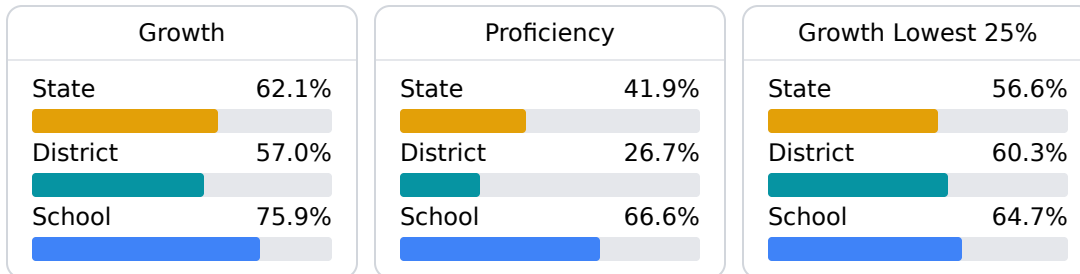 Growth
State 62.1%
District 57.0%
School 75.9%
Proficiency
State 41.9%
District 26.7%
School 66.6%
Growth Lowest 25%
State 56.6%
District 60.3%
School 64.7%